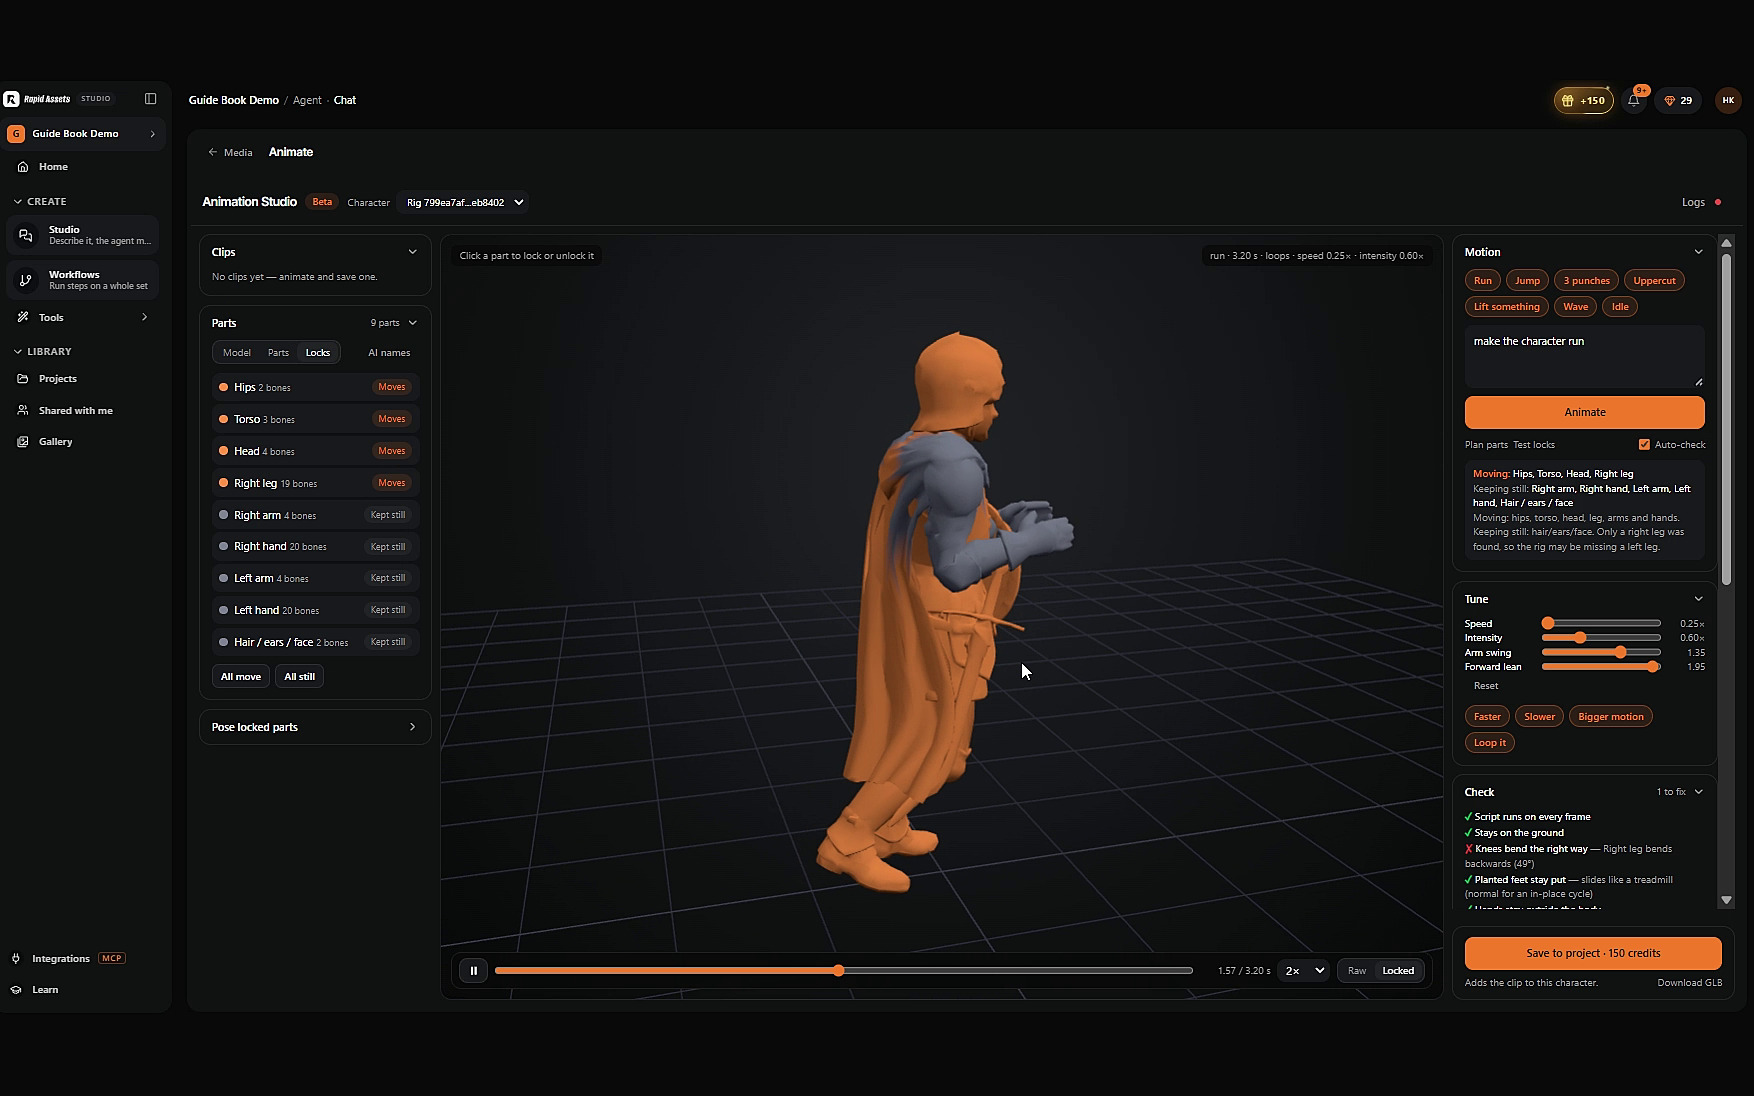 Rapid Assets STUDIO
Guide Book Demo / Agent · Chat
+150
9+
29
HK
G Guide Book Demo
Home
CREATE
Studio
Describe it, the agent m...
Workflows
Run steps on a whole set
Tools
LIBRARY
Projects
Shared with me
Gallery
Integrations MCP
Learn
← Media Animate
Animation Studio Beta Character Rig 799ea7af...eb8402
Logs
Clips
No clips yet — animate and save one.
Parts 9 parts
Model Parts Locks AI names
Hips 2 bones Moves
Torso 3 bones Moves
Head 4 bones Moves
Right leg 19 bones Moves
Right arm 4 bones Kept still
Right hand 20 bones Kept still
Left arm 4 bones Kept still
Left hand 20 bones Kept still
Hair / ears / face 2 bones Kept still
All move All still
Pose locked parts
Click a part to lock or unlock it
run · 3.20 s · loops · speed 0.25× · intensity 0.60×
1.57 / 3.20 s 2× Raw Locked
Motion
Run Jump 3 punches Uppercut
Lift something Wave Idle
make the character run
Animate
Plan parts Test locks Auto-check
Moving: Hips, Torso, Head, Right leg
Keeping still: Right arm, Right hand, Left arm, Left
hand, Hair / ears / face
Moving: hips, torso, head, leg, arms and hands.
Keeping still: hair/ears/face. Only a right leg was
found, so the rig may be missing a left leg.
Tune
Speed 0.25×
Intensity 0.60×
Arm swing 1.35
Forward lean 1.95
Reset
Faster Slower Bigger motion
Loop it
Check 1 to fix
✓ Script runs on every frame
✓ Stays on the ground
✗ Knees bend the right way — Right leg bends
backwards (49°)
✓ Planted feet stay put — slides like a treadmill
(normal for an in-place cycle)
✓ Hands stay outside the body
Save to project · 150 credits
Adds the clip to this character. Download GLB